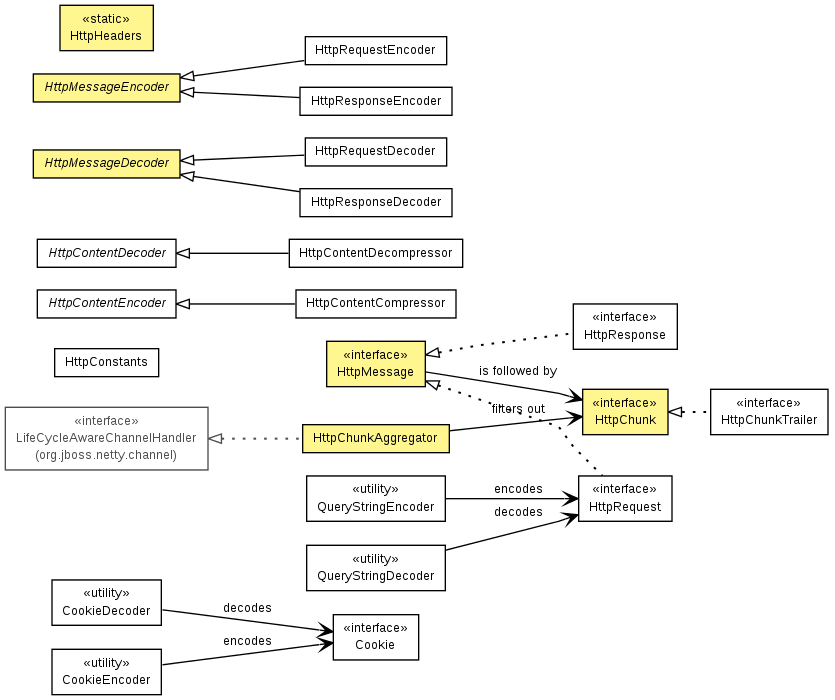 «static»
HttpHeaders
HttpRequestEncoder
HttpMessageEncoder
HttpResponseEncoder
HttpRequestDecoder
HttpMessageDecoder
HttpResponseDecoder
HttpContentDecoder
HttpContentDecompressor
HttpContentEncoder
HttpContentCompressor
«interface»
HttpResponse
HttpConstants
«interface»
HttpMessage
is followed by
«interface»
HttpChunk
«interface»
HttpChunkTrailer
filters out
«interface»
LifeCycleAwareChannelHandler
(org.jboss.netty.channel)
HttpChunkAggregator
«utility»
QueryStringEncoder
encodes
«interface»
HttpRequest
decodes
«utility»
QueryStringDecoder
«utility»
CookieDecoder
decodes
«interface»
Cookie
encodes
«utility»
CookieEncoder